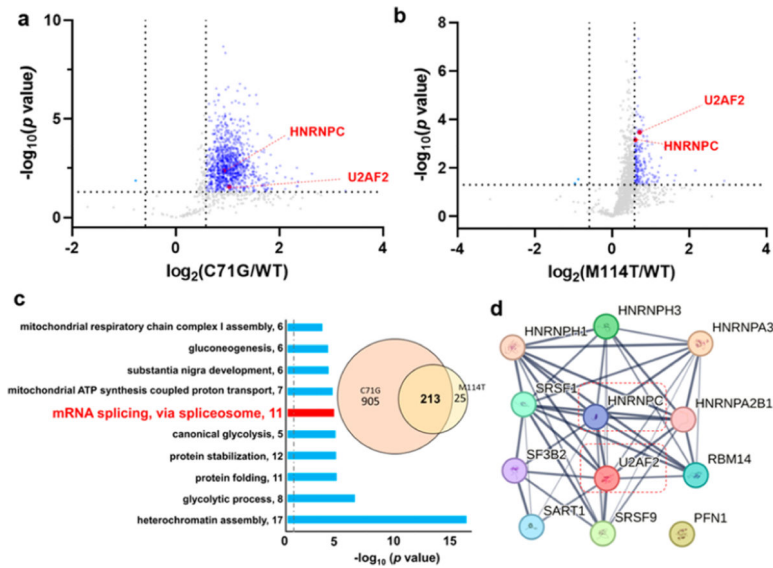 a
-log10(p value)
10
5
0
HNRNPC
U2AF2
-2
0
2
4
log2(C71G/WT)
b
-log10(p value)
8
6
4
2
0
U2AF2
HNRNPC
-4
-2
0
2
4
log2(M114T/WT)
c
mitochondrial respiratory chain complex I assembly, 6
gluconeogenesis, 6
substantia nigra development, 6
mitochondrial ATP synthesis coupled proton transport, 7
mRNA splicing, via spliceosome, 11
canonical glycolysis, 5
protein stabilization, 12
protein folding, 11
glycolytic process, 8
heterochromatin assembly, 17
0
5
10
15
-log10 (p value)
C71G
905
213
M114T
25
d
HNRNPH3
HNRNPH1
HNRNPA3
SRSF1
HNRNPC
HNRNPA2B1
SF3B2
U2AF2
RBM14
SART1
SRSF9
PFN1